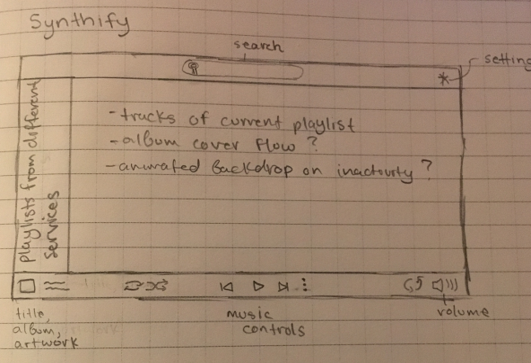 Synthify
search
setting
playlists from different
services
-tracks of current playlist
-album cover flow ?
-animated backdrop on inactivity ?
title,
album,
artwork
music
controls
volume